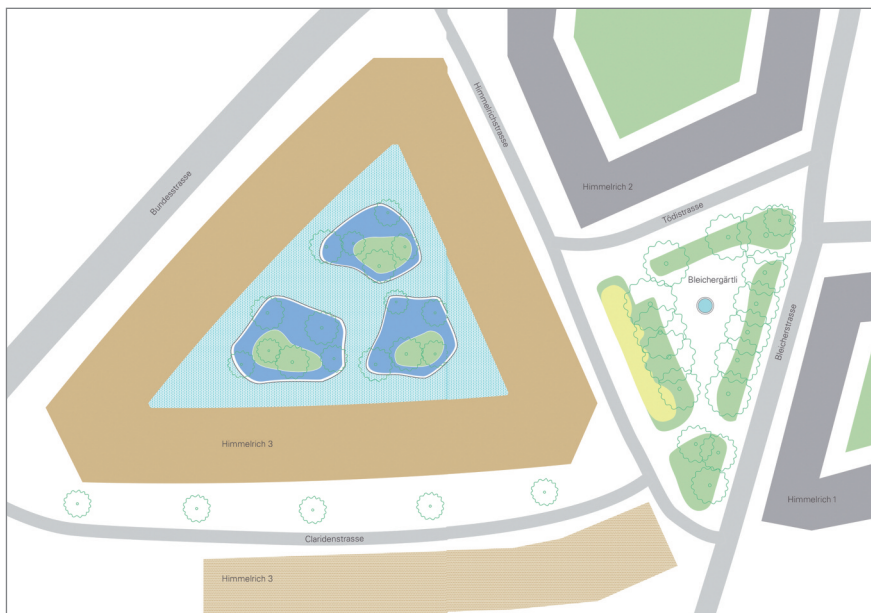 Bundesstrasse
Himmelrichstrasse
Himmelrich 2
Tödistrasse
Bleichergärtli
Bleicherstrasse
Himmelrich 3
Himmelrich 1
Claridenstrasse
Himmelrich 3